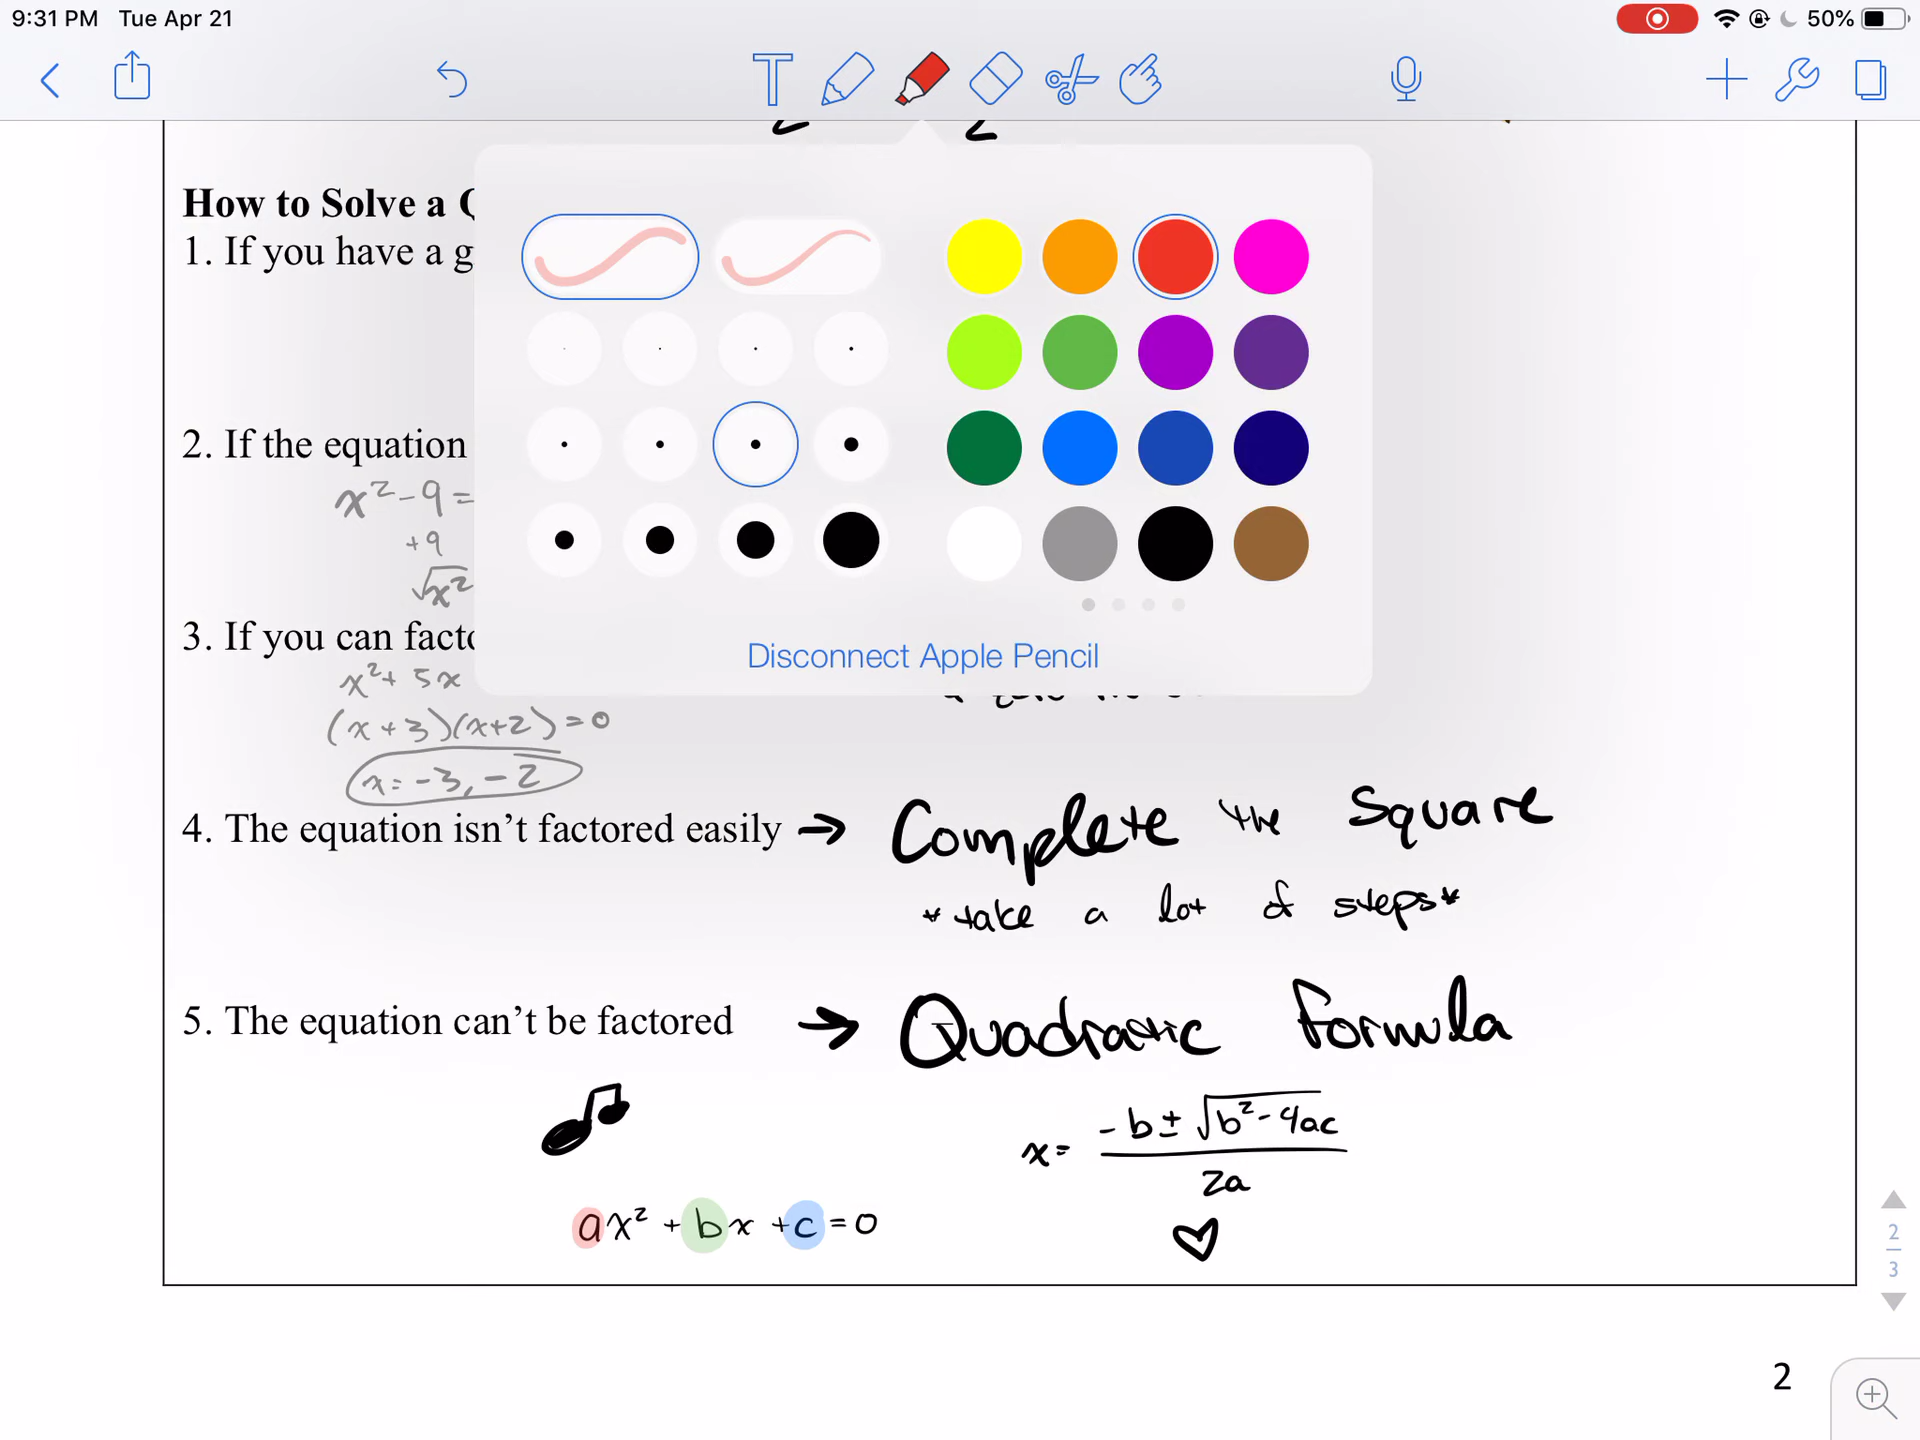 9:31 PM Tue Apr 21
50%
T
2 2
How to Solve a
1. If you have a g
2. If the equation
x² - 9 =
+9
√x²
3. If you can facto
x² + 5x
(x + 3)(x + 2) = 0
x = -3, -2
Disconnect Apple Pencil
4. The equation isn’t factored easily → Complete the Square
*take a lot of steps*
5. The equation can’t be factored → Quadratic Formula
x = (-b ± √(b² - 4ac)) / 2a
ax² + bx + c = 0
2
3
2